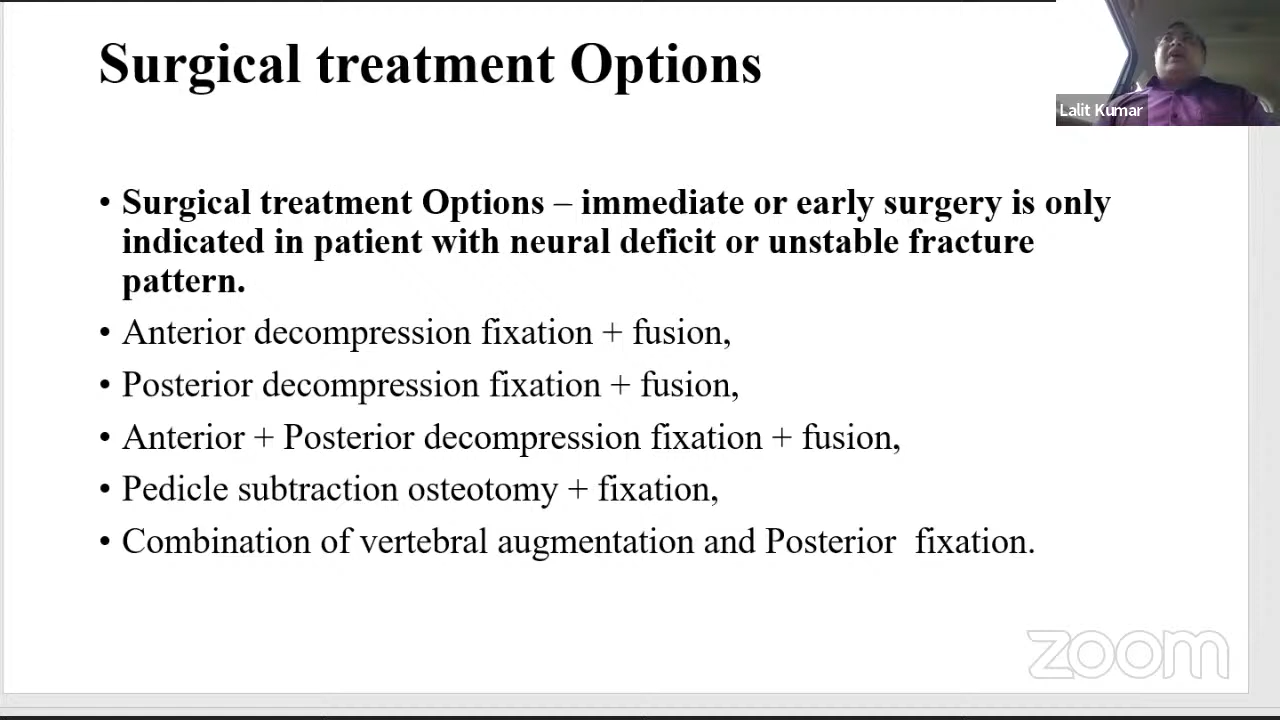 Surgical treatment Options
Lalit Kumar
• Surgical treatment Options – immediate or early surgery is only
indicated in patient with neural deficit or unstable fracture
pattern.
• Anterior decompression fixation + fusion,
• Posterior decompression fixation + fusion,
• Anterior + Posterior decompression fixation + fusion,
• Pedicle subtraction osteotomy + fixation,
• Combination of vertebral augmentation and Posterior  fixation.
zoom